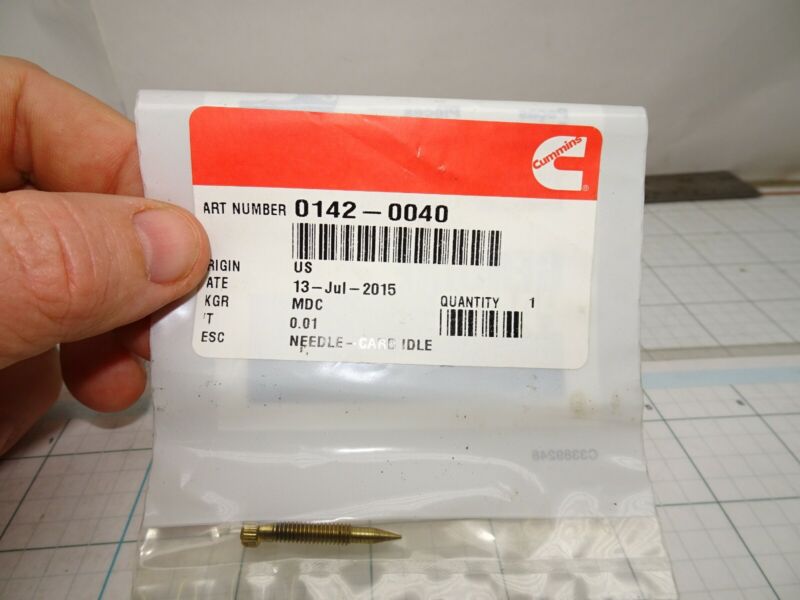 Cummins
ART NUMBER 0142-0040
RIGIN US
ATE 13-Jul-2015
KGR MDC
QUANTITY 1
T 0.01
ESC NEEDLE-CARB IDLE
C3389248